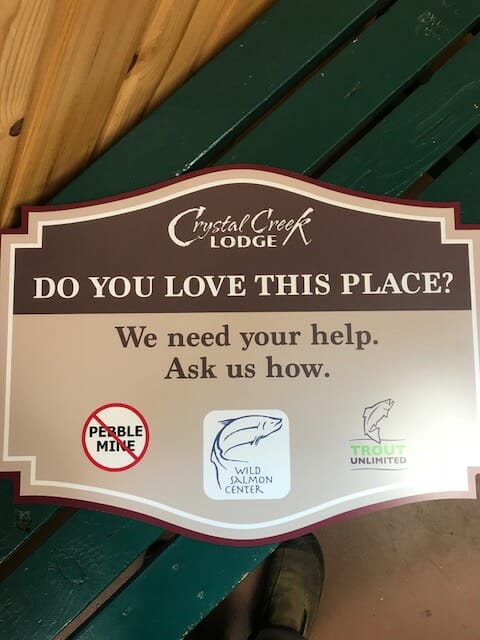 Crystal Creek
LODGE
DO YOU LOVE THIS PLACE?
We need your help.
Ask us how.
PEBBLE
MINE
WILD
SALMON
CENTER
TROUT
UNLIMITED